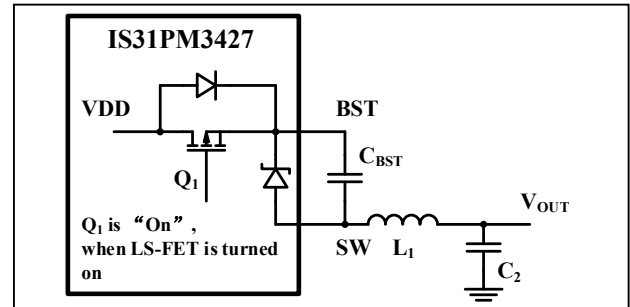 IS31PM3427
VDD
BST
Q1
CBST
VOUT
Q1 is “On”,
when LS-FET is turned
on
SW
L1
C2